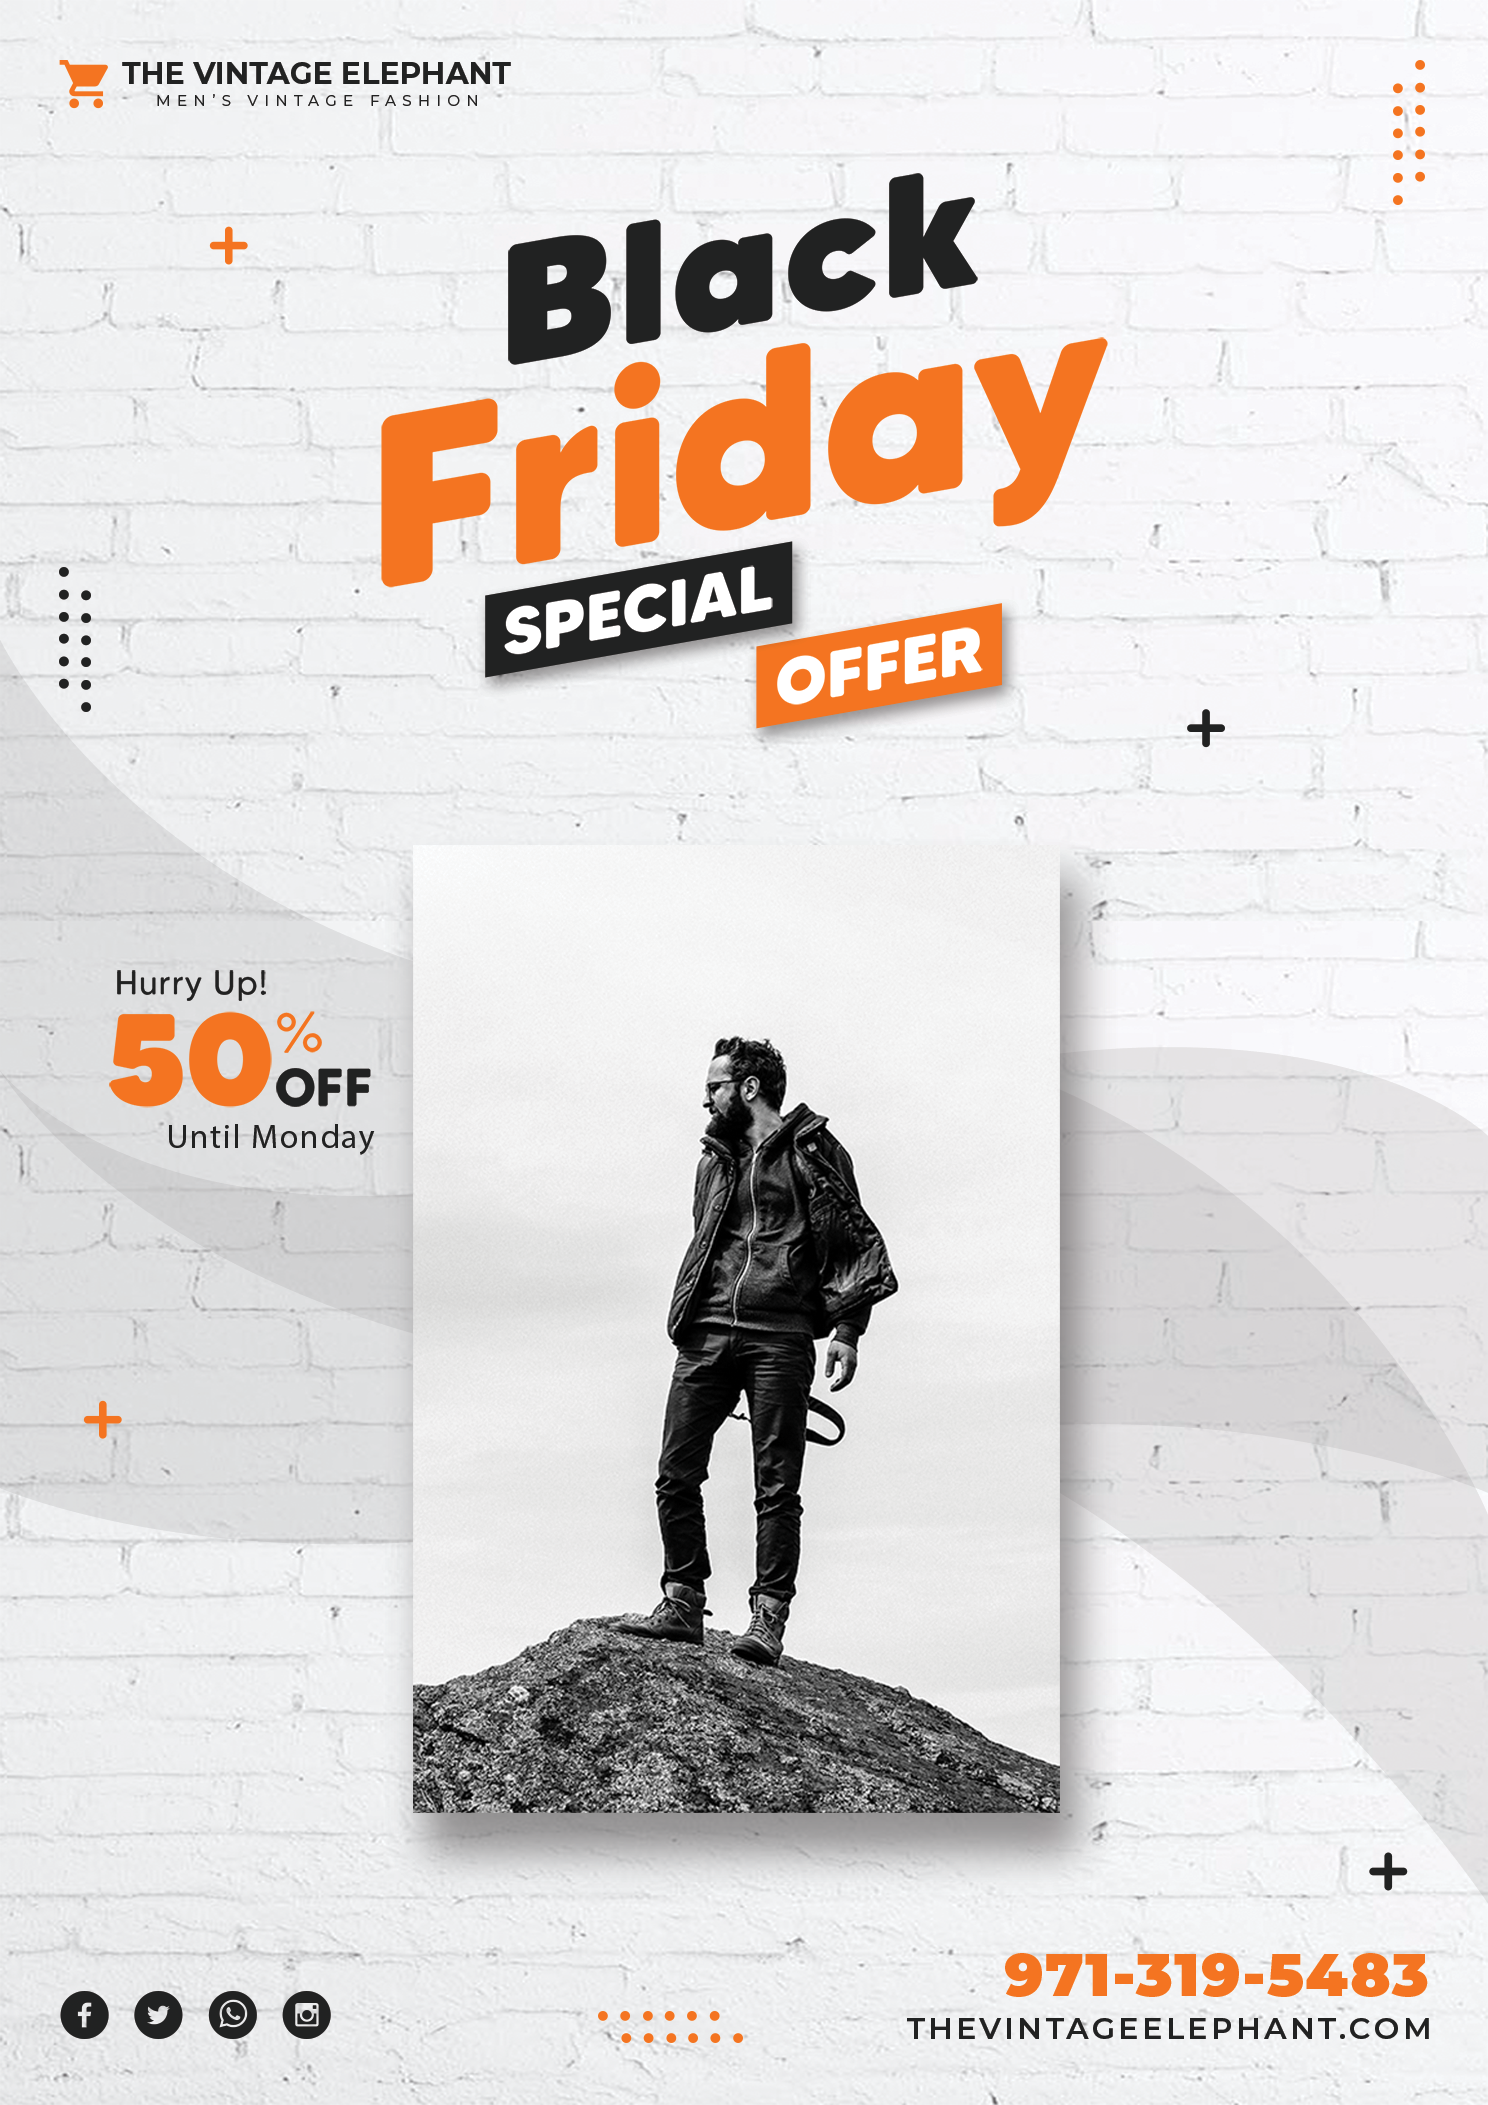 THE VINTAGE ELEPHANT
MEN'S VINTAGE FASHION
Black
Friday
SPECIAL
OFFER
Hurry Up!
50%
OFF
Until Monday
971-319-5483
THEVINTAGEELEPHANT.COM